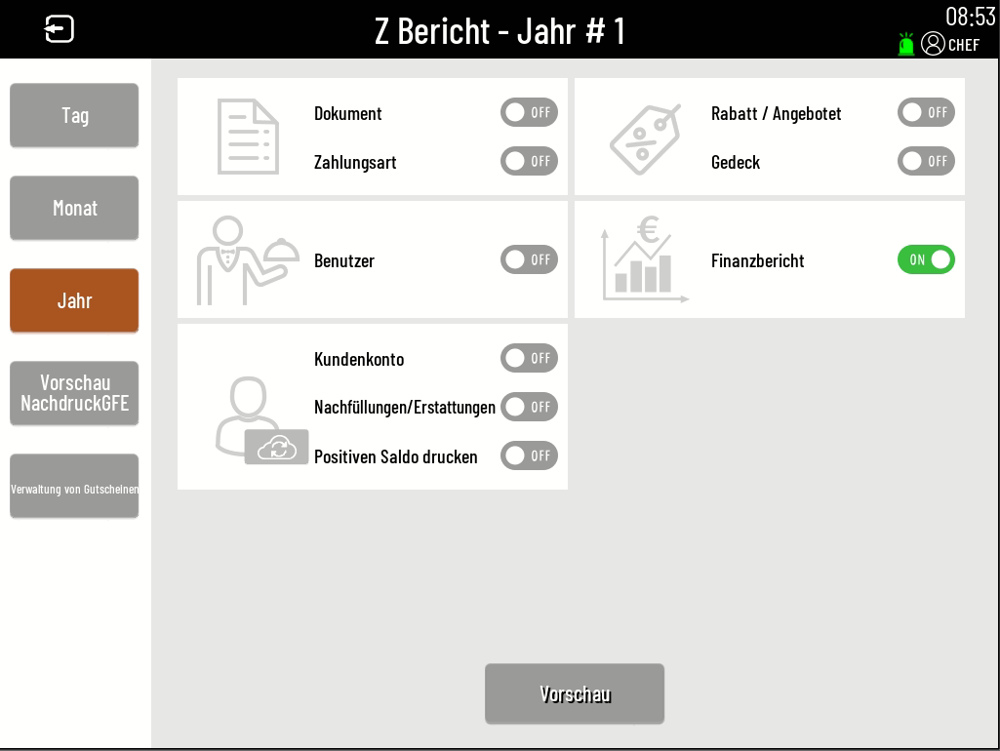 Z Bericht - Jahr # 1
08:53
CHEF
Tag
Monat
Jahr
Vorschau
NachdruckGFE
Verwaltung von Gutscheinen
Dokument
OFF
Zahlungsart
OFF
Rabatt / Angebotet
OFF
Gedeck
OFF
Benutzer
OFF
€
Finanzbericht
ON
Kundenkonto
OFF
Nachfüllungen/Erstattungen
OFF
Positiven Saldo drucken
OFF
Vorschau